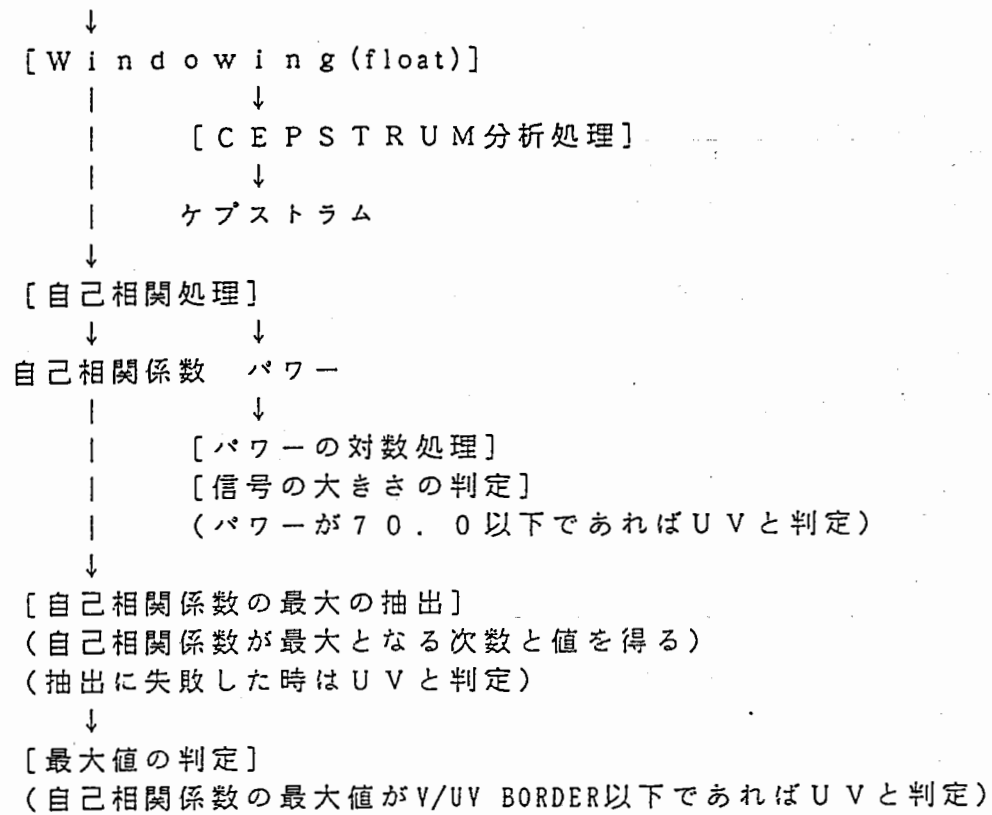 ↓
[Windowing(float)]
| ↓
| [CEPSTRUM分析処理]
| ↓
| ケプストラム
↓
[自己相関処理]
↓ ↓
自己相関係数 パワー
| ↓
| [パワーの対数処理]
| [信号の大きさの判定]
| (パワーが70.0以下であればUVと判定)
↓
[自己相関係数の最大の抽出]
(自己相関係数が最大となる次数と値を得る)
(抽出に失敗した時はUVと判定)
↓
[最大値の判定]
(自己相関係数の最大値がV/UV BORDER以下であればUVと判定)